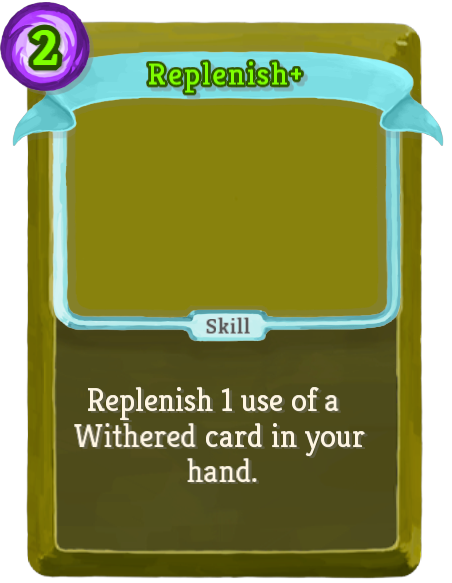 2
Replenish+
Skill
Replenish 1 use of a
Withered card in your
hand.